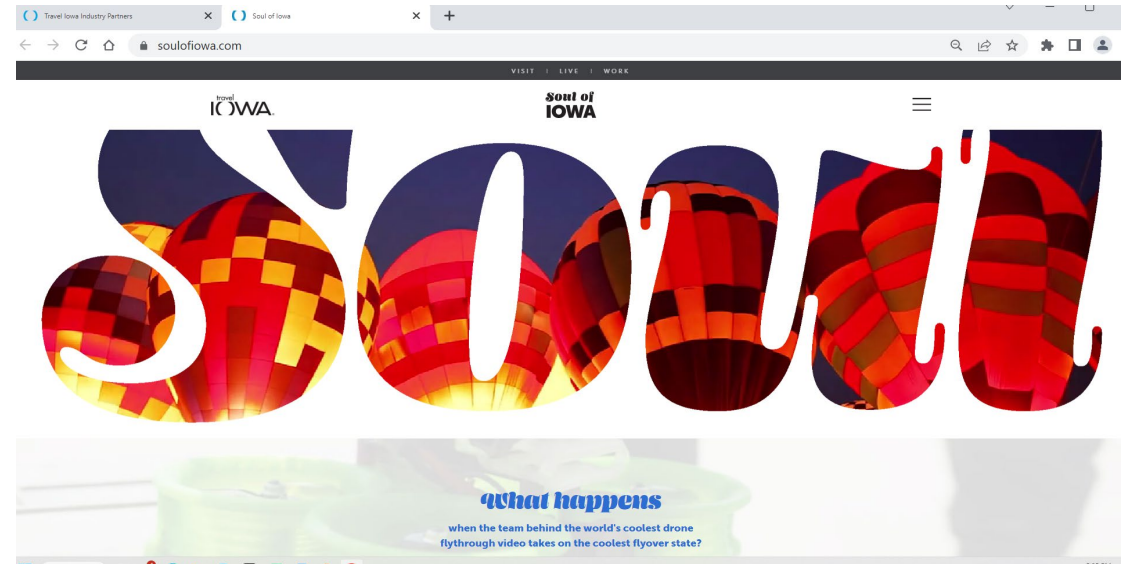 Travel Iowa Industry Partners
Soul of Iowa
soulofiowa.com
VISIT | LIVE | WORK
travel
IOWA.
Soul of
IOWA
Soul
What happens
when the team behind the world's coolest drone
flythrough video takes on the coolest flyover state?